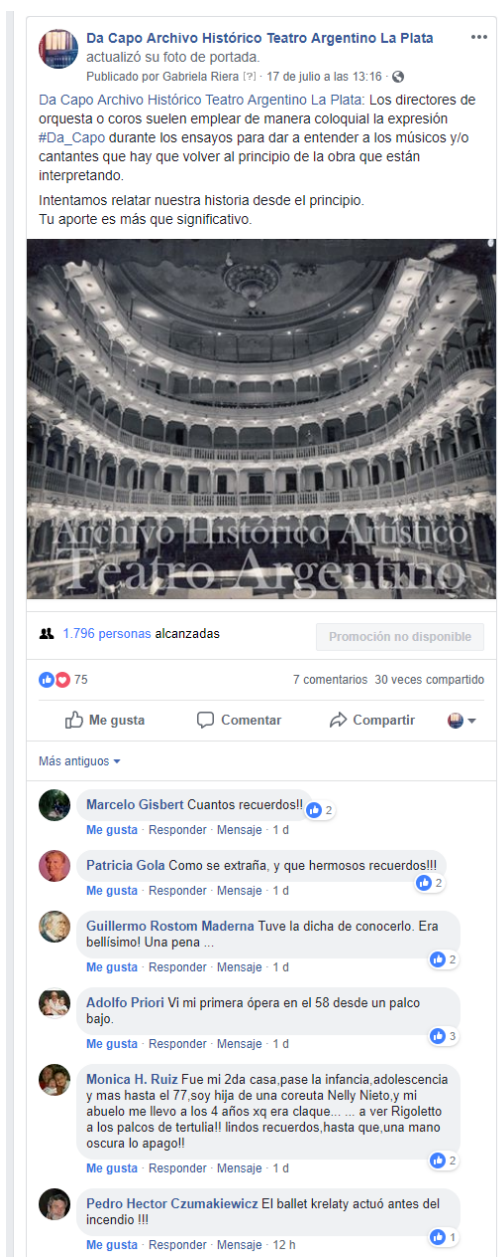 Da Capo Archivo Histórico Teatro Argentino La Plata
actualizó su foto de portada.
Publicado por Gabriela Riera [?] · 17 de julio a las 13:16 ·
Da Capo Archivo Histórico Teatro Argentino La Plata: Los directores de
orquesta o coros suelen emplear de manera coloquial la expresión
#Da_Capo durante los ensayos para dar a entender a los músicos y/o
cantantes que hay que volver al principio de la obra que están
interpretando.
Intentamos relatar nuestra historia desde el principio.
Tu aporte es más que significativo.
Archivo Histórico Artístico
Teatro Argentino
1.796 personas alcanzadas
Promoción no disponible
75
7 comentarios 30 veces compartido
Me gusta Comentar Compartir
Más antiguos
Marcelo Gisbert Cuantos recuerdos!!
2
Me gusta · Responder · Mensaje · 1 d
Patricia Gola Como se extraña, y que hermosos recuerdos!!!
2
Me gusta · Responder · Mensaje · 1 d
Guillermo Rostom Maderna Tuve la dicha de conocerlo. Era
bellísimo! Una pena ...
2
Me gusta · Responder · Mensaje · 1 d
Adolfo Priori Vi mi primera ópera en el 58 desde un palco
bajo.
3
Me gusta · Responder · Mensaje · 1 d
Monica H. Ruiz Fue mi 2da casa,pase la infancia,adolescencia
y mas hasta el 77,soy hija de una coreuta Nelly Nieto,y mi
abuelo me llevo a los 4 años xq era claque... ... a ver Rigoletto
a los palcos de tertulia!! lindos recuerdos,hasta que,una mano
oscura lo apago!!
2
Me gusta · Responder · Mensaje · 1 d
Pedro Hector Czumakiewicz El ballet krelaty actuó antes del
incendio !!!
1
Me gusta · Responder · Mensaje · 12 h